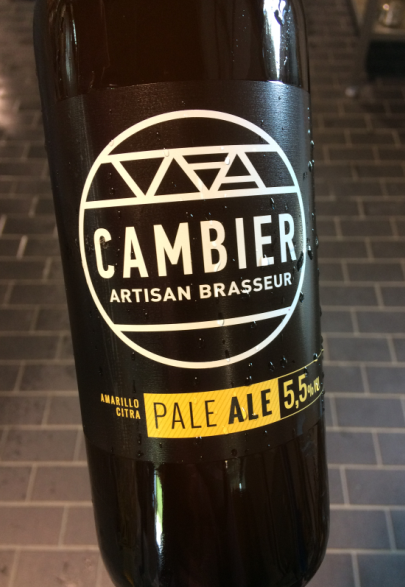 CAMBIER
ARTISAN BRASSEUR
AMARILLO
CITRA
PALE ALE 5,5%